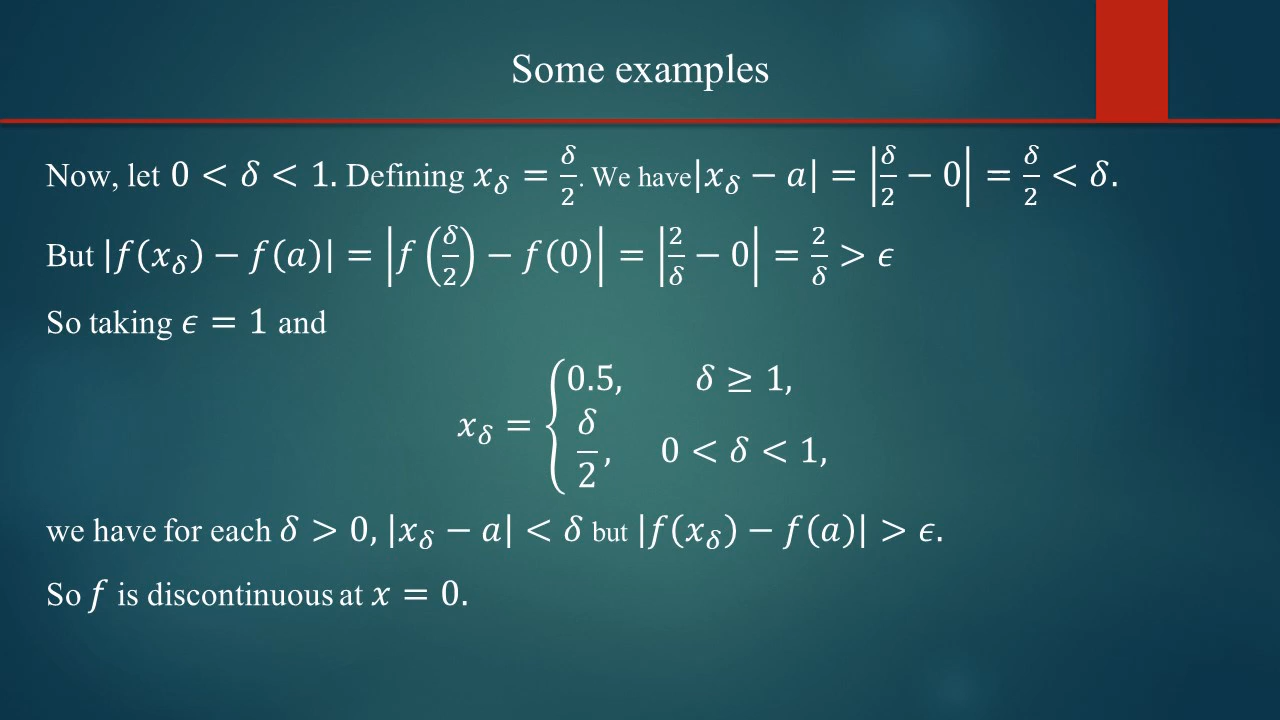 Some examples
Now, let 0 < δ < 1. Defining x_δ = δ/2. We have|x_δ − a| = |δ/2 − 0| = δ/2 < δ.
But |f(x_δ) − f(a)| = |f(δ/2) − f(0)| = |2/δ − 0| = 2/δ > ϵ
So taking ϵ = 1 and
x_δ = { 0.5, δ ≥ 1,
δ/2, 0 < δ < 1,
we have for each δ > 0, |x_δ − a| < δ but |f(x_δ) − f(a)| > ϵ.
So f is discontinuous at x = 0.